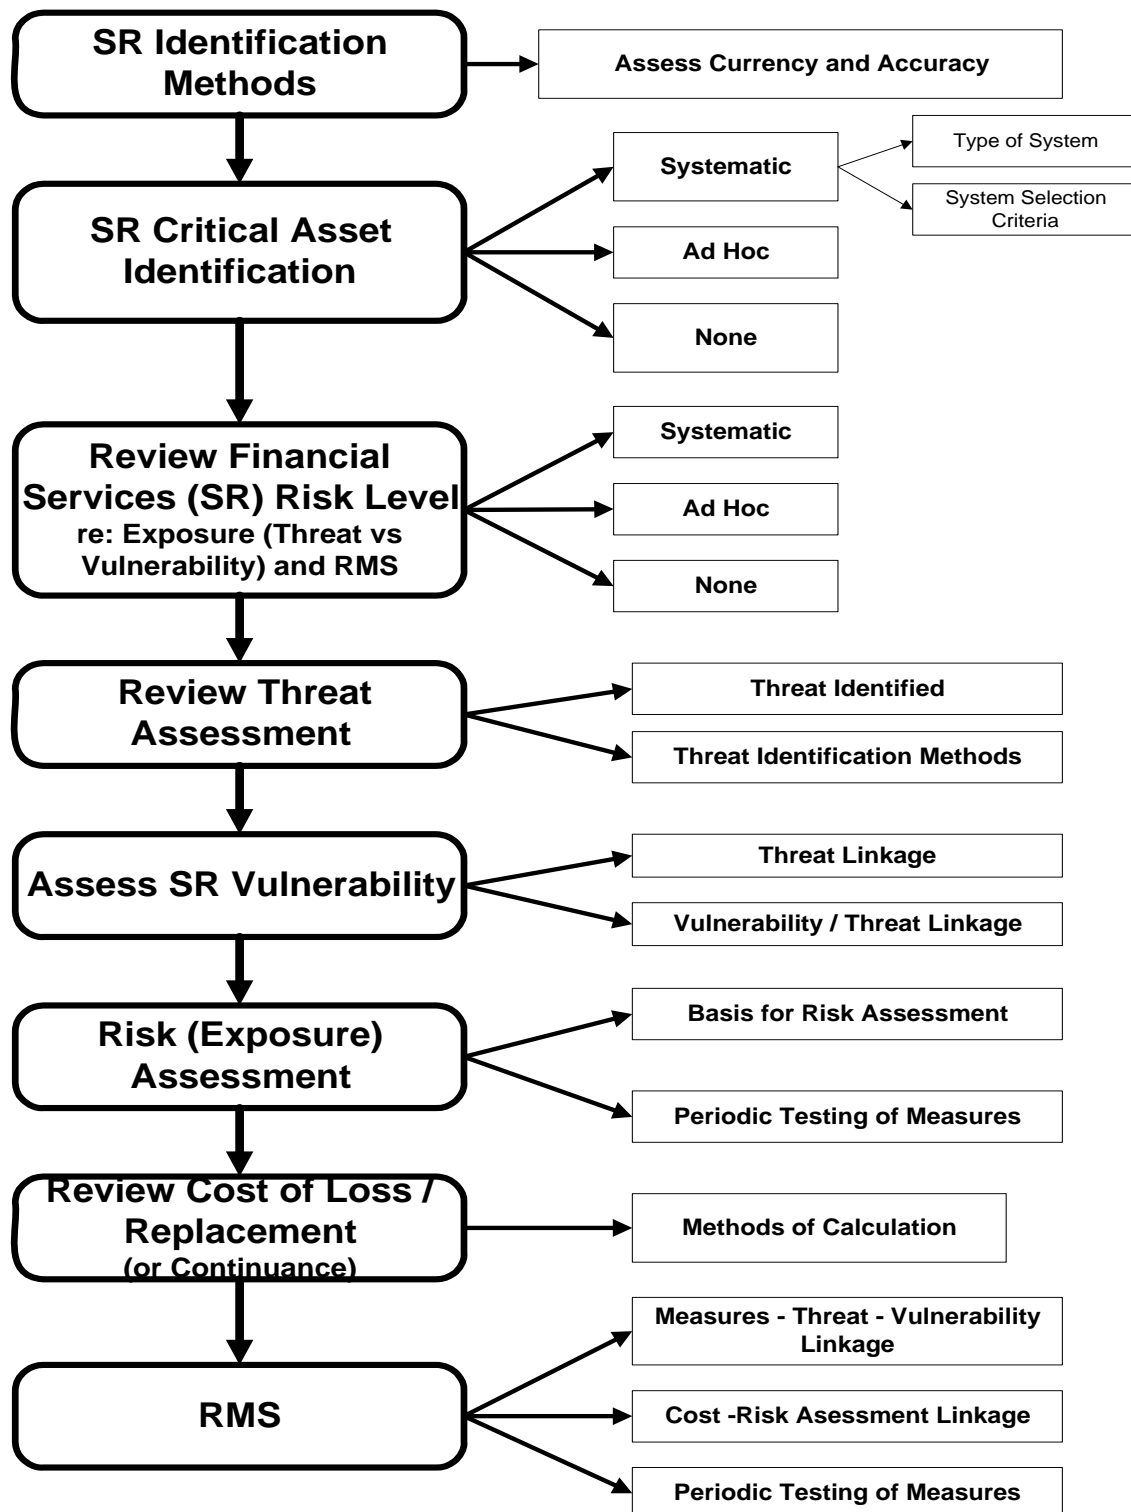 SR Identification
Methods
Assess Currency and Accuracy
SR Critical Asset
Identification
Systematic
Type of System
System Selection
Criteria
Ad Hoc
None
Review Financial
Services (SR) Risk Level
re: Exposure (Threat vs
Vulnerability) and RMS
Systematic
Ad Hoc
None
Review Threat
Assessment
Threat Identified
Threat Identification Methods
Assess SR Vulnerability
Threat Linkage
Vulnerability / Threat Linkage
Risk (Exposure)
Assessment
Basis for Risk Assessment
Periodic Testing of Measures
Review Cost of Loss /
Replacement
(or Continuance)
Methods of Calculation
RMS
Measures - Threat - Vulnerability
Linkage
Cost -Risk Asessment Linkage
Periodic Testing of Measures